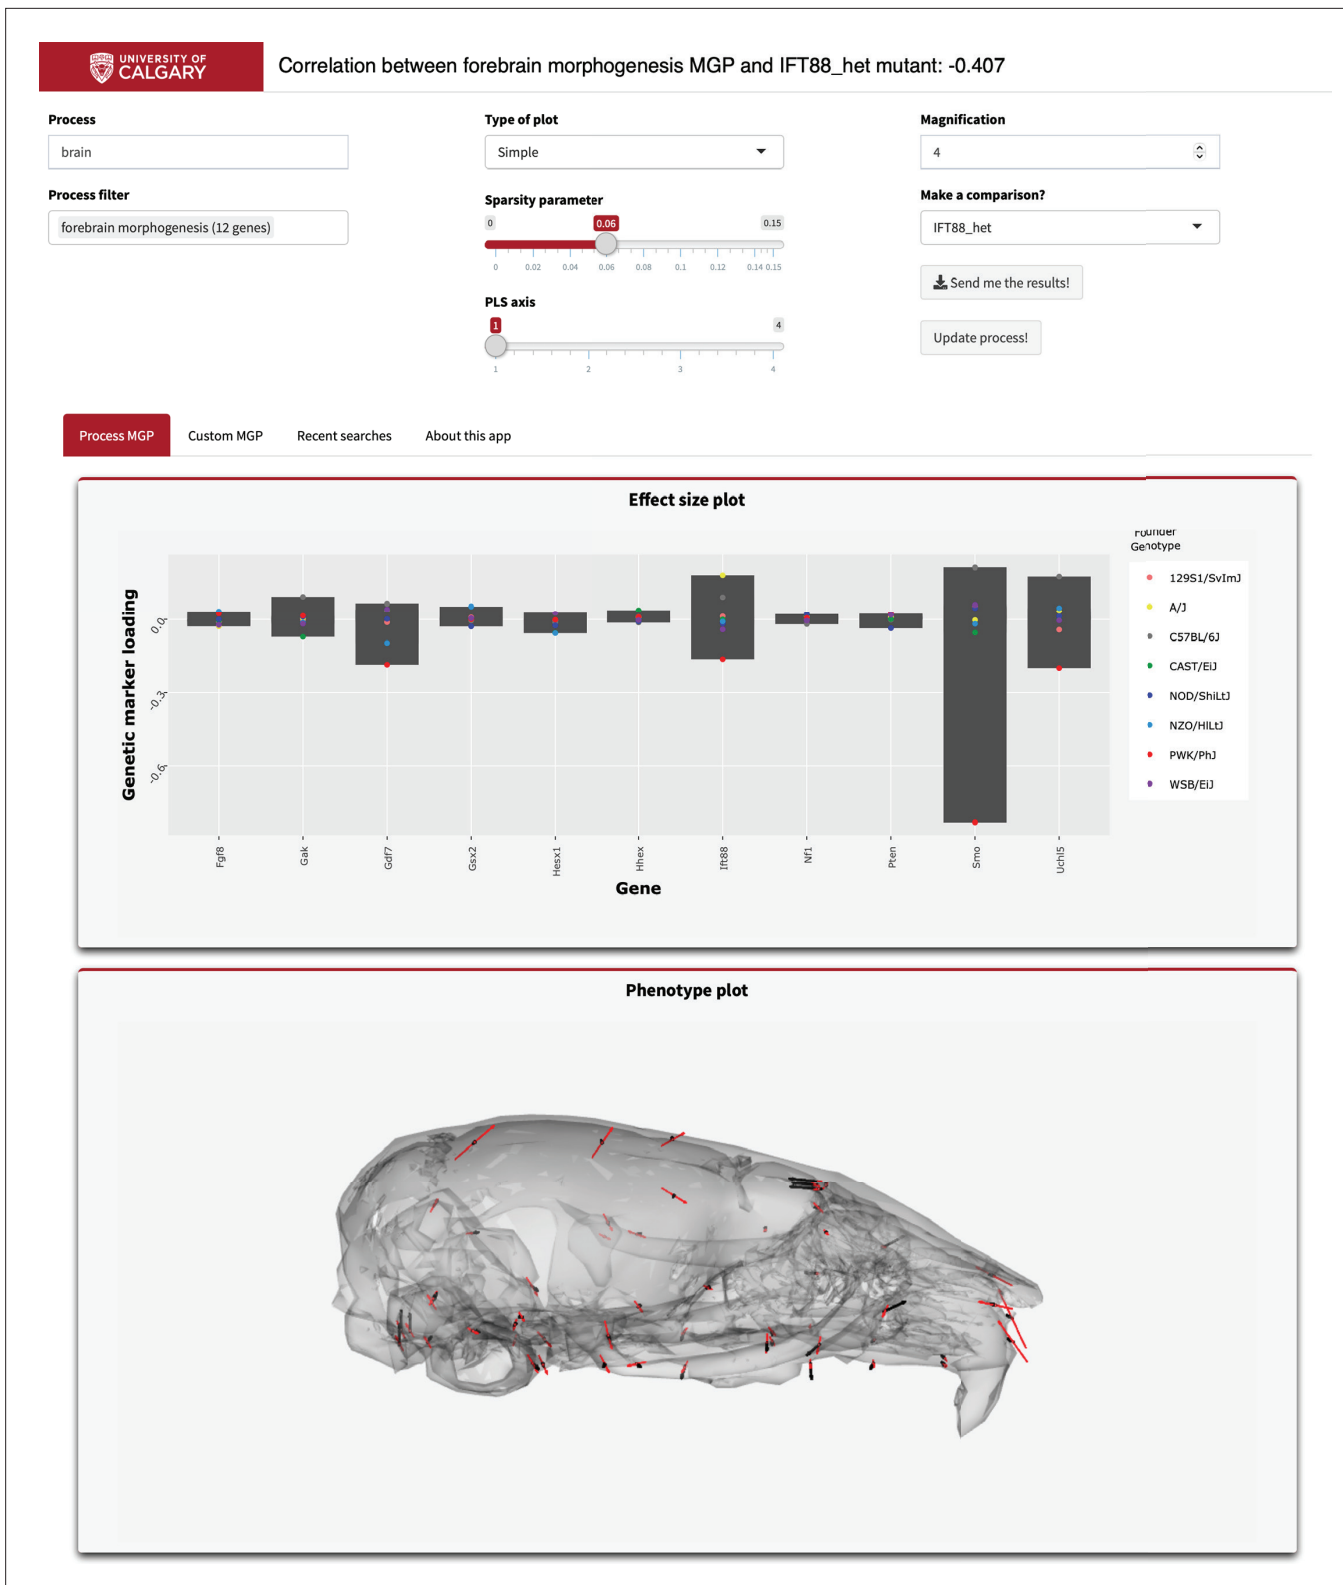 UNIVERSITY OF
CALGARY
Correlation between forebrain morphogenesis MGP and IFT88_het mutant: -0.407
Process
brain
Process filter
forebrain morphogenesis (12 genes)
Type of plot
Simple
Sparsity parameter
0 0.06 0.15
0 0.02 0.04 0.06 0.08 0.1 0.12 0.14 0.15
PLS axis
1 4
1 2 3 4
Magnification
4
Make a comparison?
IFT88_het
Send me the results!
Update process!
Process MGP Custom MGP Recent searches About this app
Effect size plot
Genetic marker loading
0.0
-0.3
-0.6
Fgf8 Gak Gdf7 Gsx2 Hesx1 Hhex Ift88 Nf1 Pten Smo Uchl5
Gene
Founder
Genotype
129S1/SvImJ
A/J
C57BL/6J
CAST/EiJ
NOD/ShiLtJ
NZO/HlLtJ
PWK/PhJ
WSB/EiJ
Phenotype plot